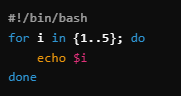 #!/bin/bash
for i in {1..5}; do
    echo $i
done